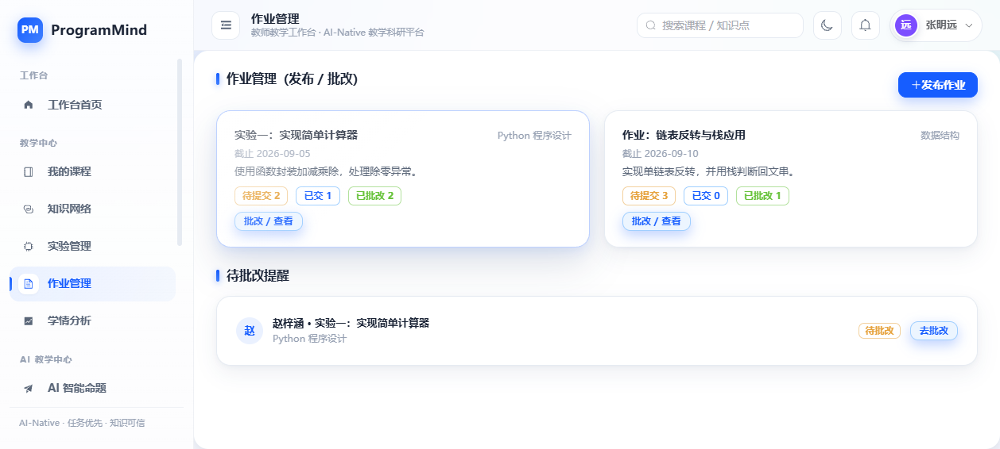 PM ProgramMind
工作台
工作台首页
教学中心
我的课程
知识网络
实验管理
作业管理
学情分析
AI 教学中心
AI 智能命题
AI-Native · 任务优先 · 知识可信
作业管理
教师教学工作台 · AI-Native 教学科研平台
搜索课程 / 知识点
远 张明远
作业管理（发布 / 批改）
+发布作业
实验一：实现简单计算器 Python 程序设计
截止 2026-09-05
使用函数封装加减乘除，处理除零异常。
待提交 2 已交 1 已批改 2
批改 / 查看
作业：链表反转与栈应用 数据结构
截止 2026-09-10
实现单链表反转，并用栈判断回文串。
待提交 3 已交 0 已批改 1
批改 / 查看
待批改提醒
赵 赵梓涵 • 实验一：实现简单计算器
Python 程序设计
待批改 去批改